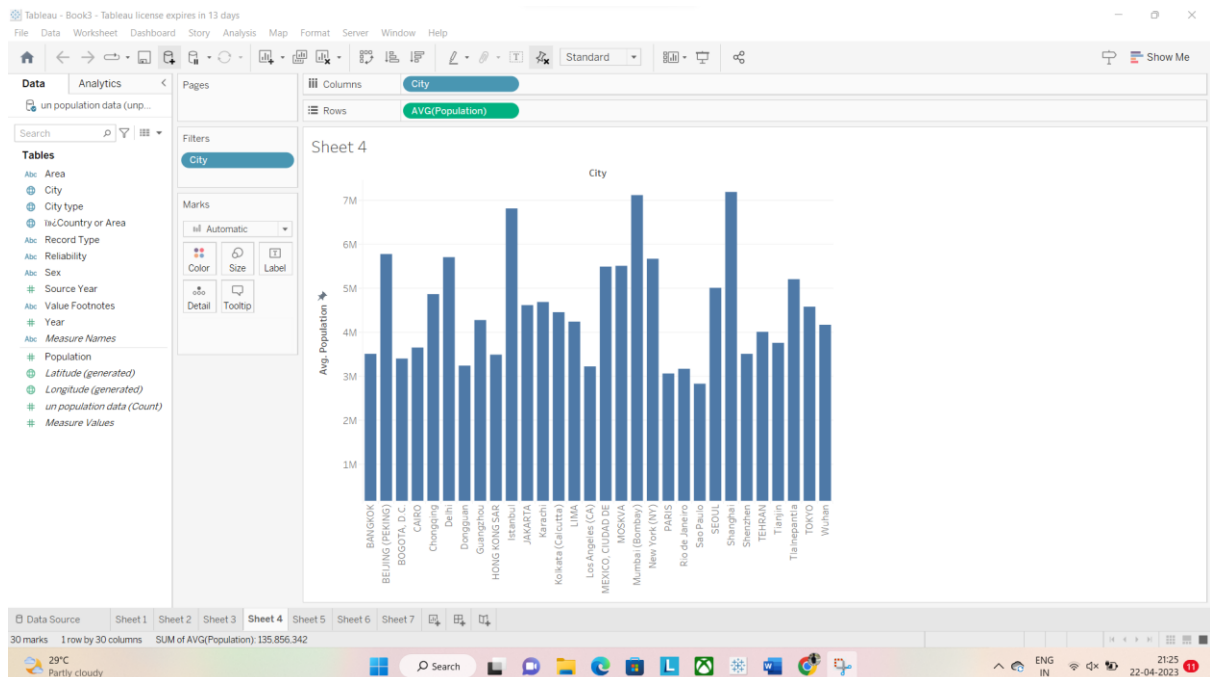 Tableau - Book3 - Tableau license expires in 13 days
File Data Worksheet Dashboard Story Analysis Map Format Server Window Help
Standard
Show Me
Data Analytics
un population data (unp...
Search
Tables
Abc Area
City
City type
ï»¿Country or Area
Abc Record Type
Abc Reliability
Abc Sex
# Source Year
Abc Value Footnotes
# Year
Abc Measure Names
# Population
Latitude (generated)
Longitude (generated)
# un population data (Count)
# Measure Values
Pages
Filters
City
Marks
Automatic
Color Size Label
Detail Tooltip
Columns City
Rows AVG(Population)
Sheet 4
City
Avg. Population
7M
6M
5M
4M
3M
2M
1M
BANGKOK
BEIJING (PEKING)
BOGOTA, D.C.
CAIRO
Chongqing
Delhi
Dongguan
Guangzhou
HONG KONG SAR
Istanbul
JAKARTA
Karachi
Kolkata (Calcutta)
LIMA
Los Angeles (CA)
MEXICO, CIUDAD DE
MOSKVA
Mumbai (Bombay)
New York (NY)
PARIS
Rio de Janeiro
Sao Paulo
SEOUL
Shanghai
Shenzhen
TEHRAN
Tianjin
Tlalnepantla
TOKYO
Wuhan
Data Source Sheet 1 Sheet 2 Sheet 3 Sheet 4 Sheet 5 Sheet 6 Sheet 7
30 marks 1 row by 30 columns SUM of AVG(Population): 135,856,342
29°C
Partly cloudy
Search
L
W
ENG
IN
21:25
22-04-2023
11